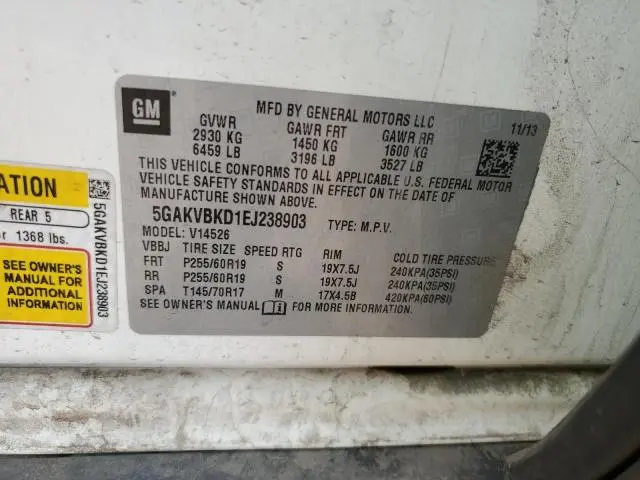 GM
MFD BY GENERAL MOTORS LLC
11/13
GVWR GAWR FRT GAWR RR
2930 KG 1450 KG 1600 KG
6459 LB 3196 LB 3527 LB
THIS VEHICLE CONFORMS TO ALL APPLICABLE U.S. FEDERAL MOTOR
VEHICLE SAFETY STANDARDS IN EFFECT ON THE DATE OF
MANUFACTURE SHOWN ABOVE.
5GAKVBKD1EJ238903 TYPE: M.P.V.
MODEL: V14526
VBBJ TIRE SIZE SPEED RTG RIM COLD TIRE PRESSURE
FRT P255/60R19 S 19X7.5J 240KPA(35PSI)
RR P255/60R19 S 19X7.5J 240KPA(35PSI)
SPA T145/70R17 M 17X4.5B 420KPA(60PSI)
SEE OWNER'S MANUAL FOR MORE INFORMATION.
ATION
REAR 5
or 1368 lbs.
SEE OWNER'S
MANUAL FOR
ADDITIONAL
INFORMATION
5GAKVBKD1EJ238903